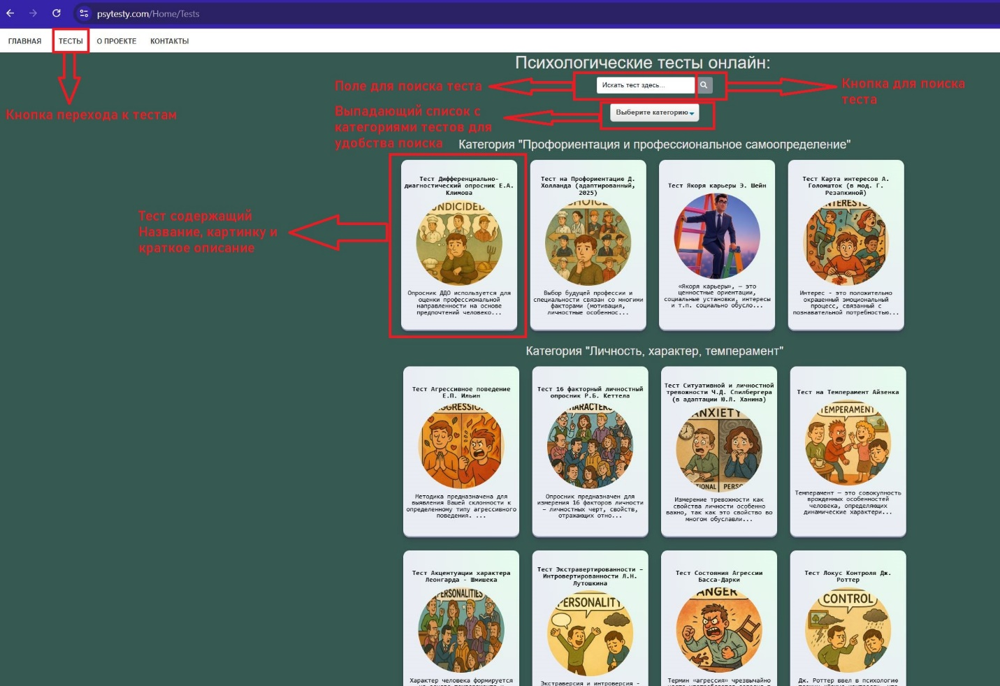 psytesty.com/Home/Tests
ГЛАВНАЯ ТЕСТЫ О ПРОЕКТЕ КОНТАКТЫ
Психологические тесты онлайн:
Искать тест здесь...
Поле для поиска теста
Кнопка для поиска
теста
Кнопка перехода к тестам
Выберите категорию
Выпадающий список с
категориями тестов для
удобства поиска
Категория "Профориентация и профессиональное самоопределение"
Тест содержащий
Название, картинку и
краткое описание
Тест Дифференциально-
диагностический опросник Е.А.
Климова
UNDICIDED
Опросник ДДО используется для
оценки профессиональной
направленности на основе
предпочтений человеко...
Тест на Профориентацию Д.
Холланда (адаптированный,
2025)
CHOICE
Выбор будущей профессии и
специальности связан со многими
факторами (мотивация,
личностные особеннос...
Тест Якоря карьеры Э. Шейн
«Якоря карьеры», – это
ценностные ориентации,
социальные установки, интересы
и т.п. социально обусло...
Тест Карта интересов А.
Голомшток (в мод. Г.
Резапкиной)
INTERESTS
Интерес - это положительно
окрашенный эмоциональный
процесс, связанный с
познавательной потребностью...
Категория "Личность, характер, темперамент"
Тест Агрессивное поведение
Е.П. Ильин
AGGRESSION
Методика предназначена для
выявления Вашей склонности к
определенному типу агрессивного
поведения. ...
Тест 16 факторный личностный
опросник Р.Б. Кеттела
CHARACTERS
Опросник предназначен для
измерения 16 факторов личности
– личностных черт, свойств,
отражающих отно...
Тест Ситуативной и личностной
тревожности Ч.Д. Спилбергера
(в адаптации Ю.Л. Ханина)
ANXIETY
TIONAL PERSO
Измерение тревожности как
свойства личности особенно
важно, так как это свойство во
многом обуславли...
Тест на Темперамент Айзенка
TEMPERAMENT
Темперамент – это совокупность
врожденных особенностей
человека, определяющих
динамические характери...
Тест Акцентуации характера
Леонгарда - Шмишека
PERSONALITIES
Характер человека формируется
Тест Экстравертированности –
Интровертированности Л.Н.
Лутошкина
PERSONALITY
Экстраверсия и интроверсия -
Тест Состояния Агрессии
Басса-Дарки
ANGER
Термин «агрессия» чрезвычайно
Тест Локус Контроля Дж.
Роттер
CONTROL
Дж. Роттер ввел в психологию